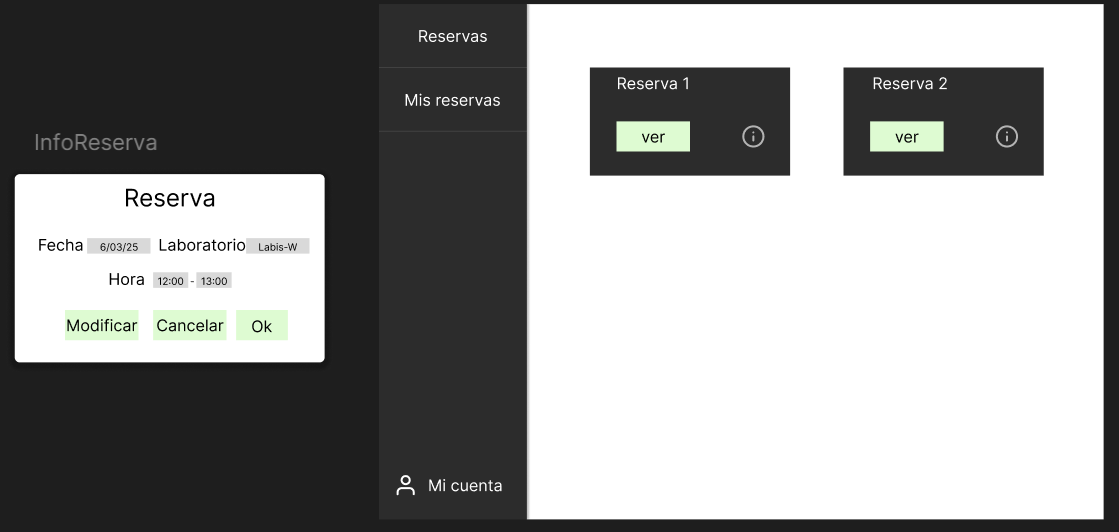 InfoReserva
Reserva
Fecha 6/03/25 Laboratorio Labis-W
Hora 12:00 - 13:00
Modificar Cancelar Ok
Reservas
Mis reservas
Mi cuenta
Reserva 1
ver
Reserva 2
ver